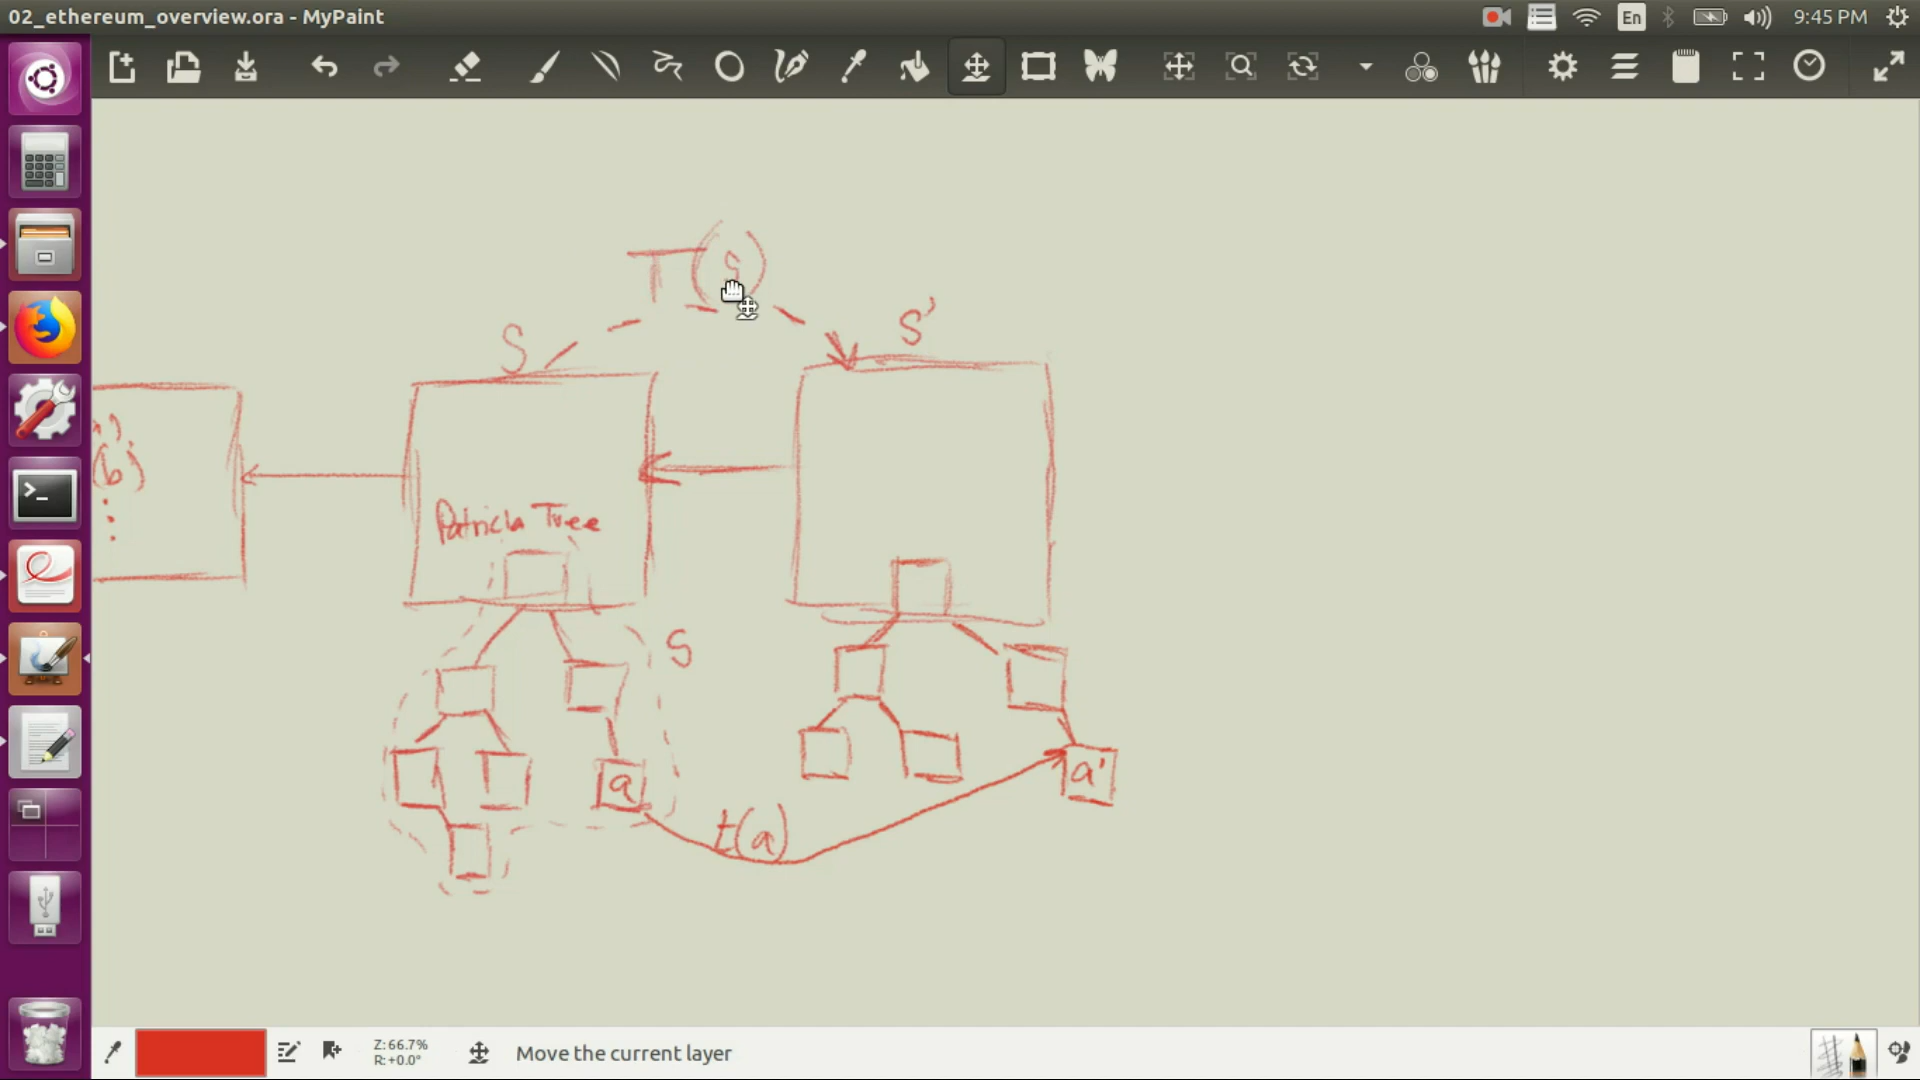 02_ethereum_overview.ora - MyPaint
En
9:45 PM
T(s)
S
S'
(b)
Patricia Tree
S
a
a'
t(a)
Z:66.7%
R:+0.0°
Move the current layer